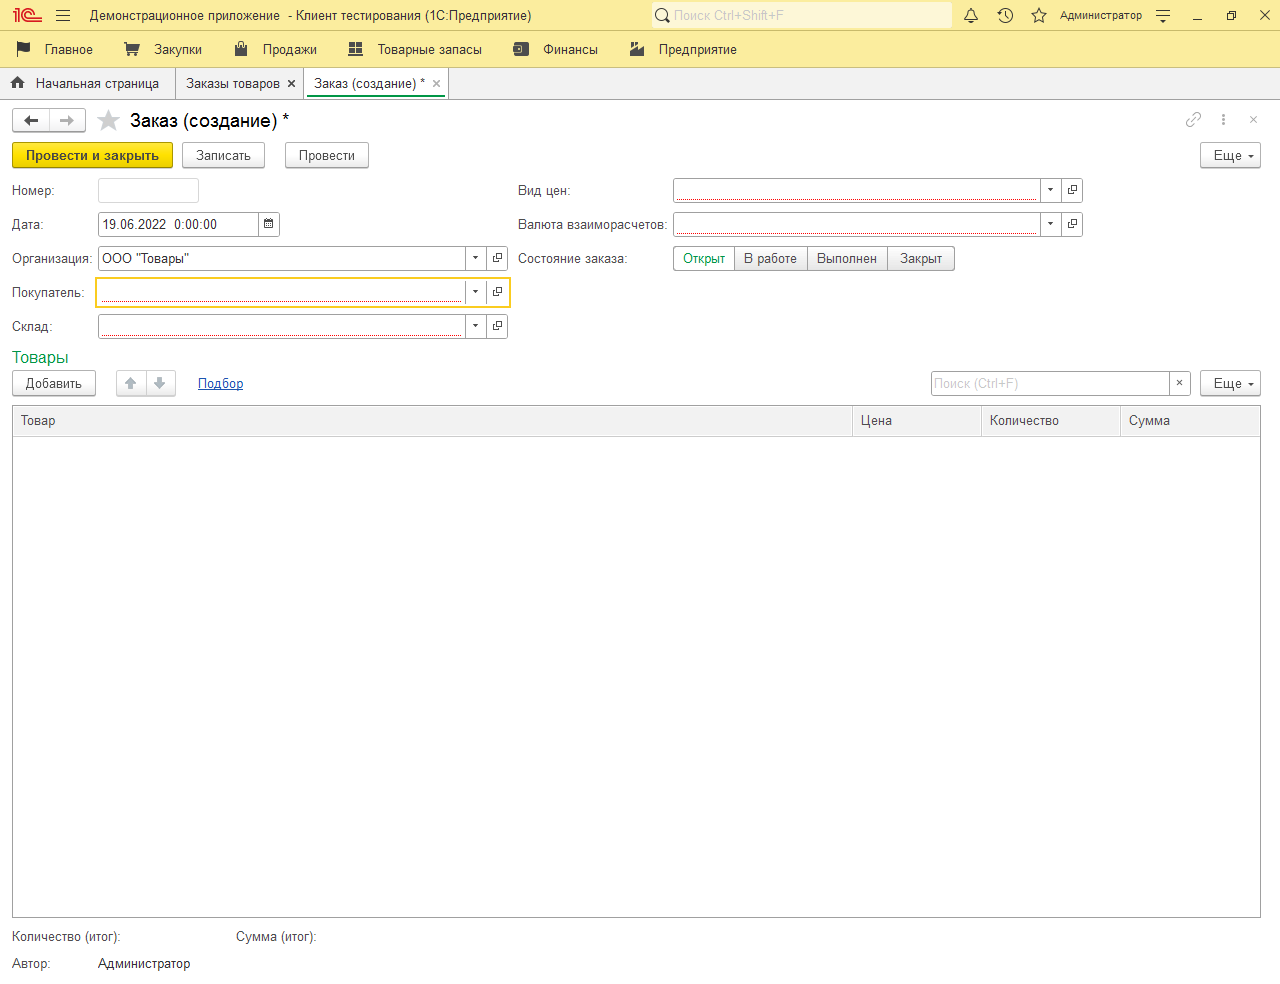 1С Демонстрационное приложение - Клиент тестирования (1С:Предприятие) Поиск Ctrl+Shift+F Администратор
Главное Закупки Продажи Товарные запасы Финансы Предприятие
Начальная страница Заказы товаров Заказ (создание) *
Заказ (создание) *
Провести и закрыть Записать Провести Еще
Номер: Вид цен:
Дата: 19.06.2022 0:00:00 Валюта взаиморасчетов:
Организация: ООО "Товары" Состояние заказа: Открыт В работе Выполнен Закрыт
Покупатель:
Склад:
Товары
Добавить Подбор Поиск (Ctrl+F) Еще
Товар Цена Количество Сумма
Количество (итог): Сумма (итог):
Автор: Администратор